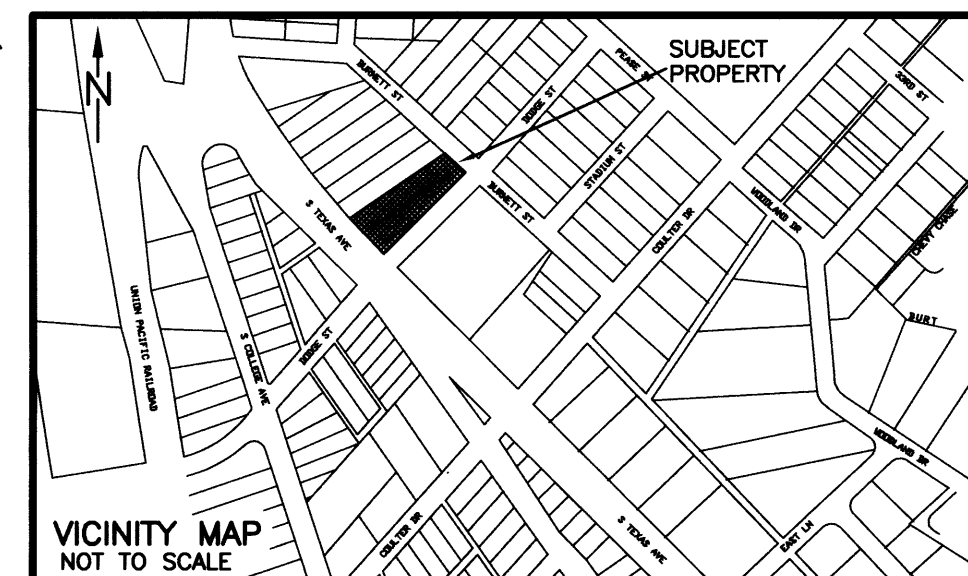 SUBJECT
PROPERTY
N
BURNETT ST
PEASE ST
33RD ST
DODGE ST
STADIUM ST
BURNETT ST
WOODLAND DR
S TEXAS AVE
COULTER DR
CHEVY CHASE
UNION PACIFIC RAILROAD
S COLLEGE AVE
DODGE ST
BURT
WOODLAND DR
VICINITY MAP
NOT TO SCALE
COULTER DR
S TEXAS AVE
EAST LN